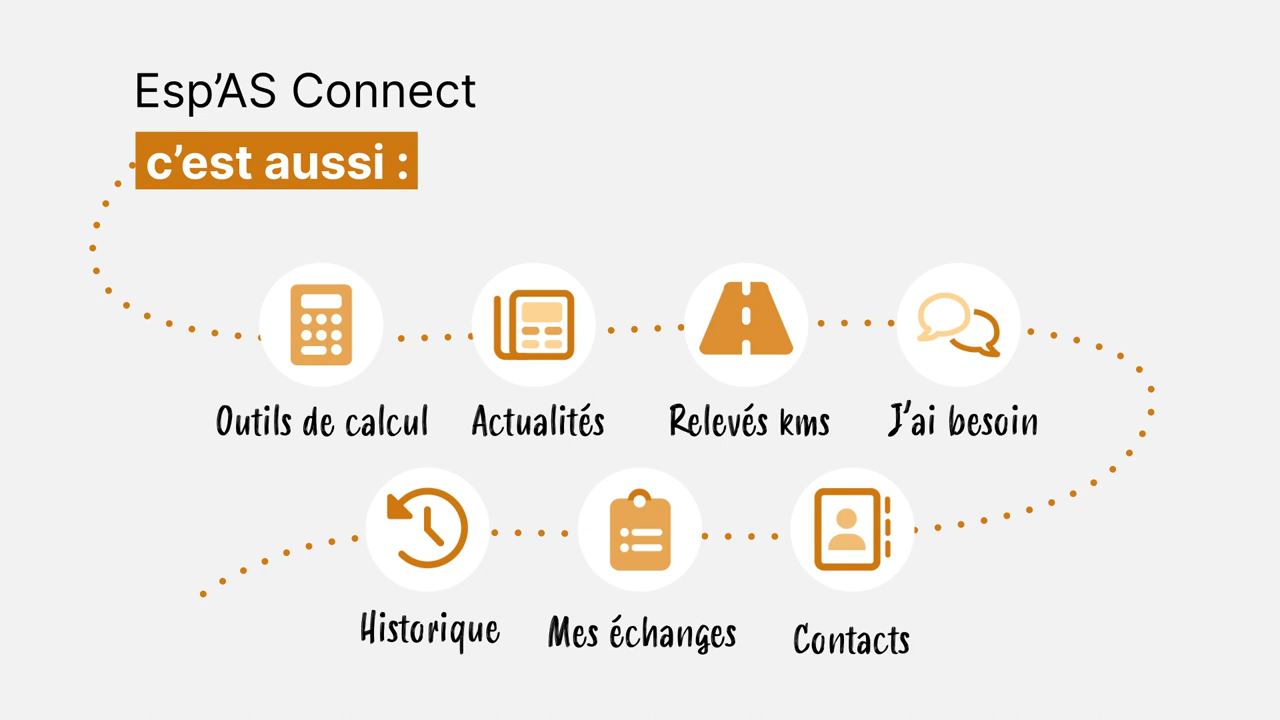 Esp’AS Connect
c’est aussi :
Outils de calcul
Actualités
Relevés kms
J’ai besoin
Historique
Mes échanges
Contacts